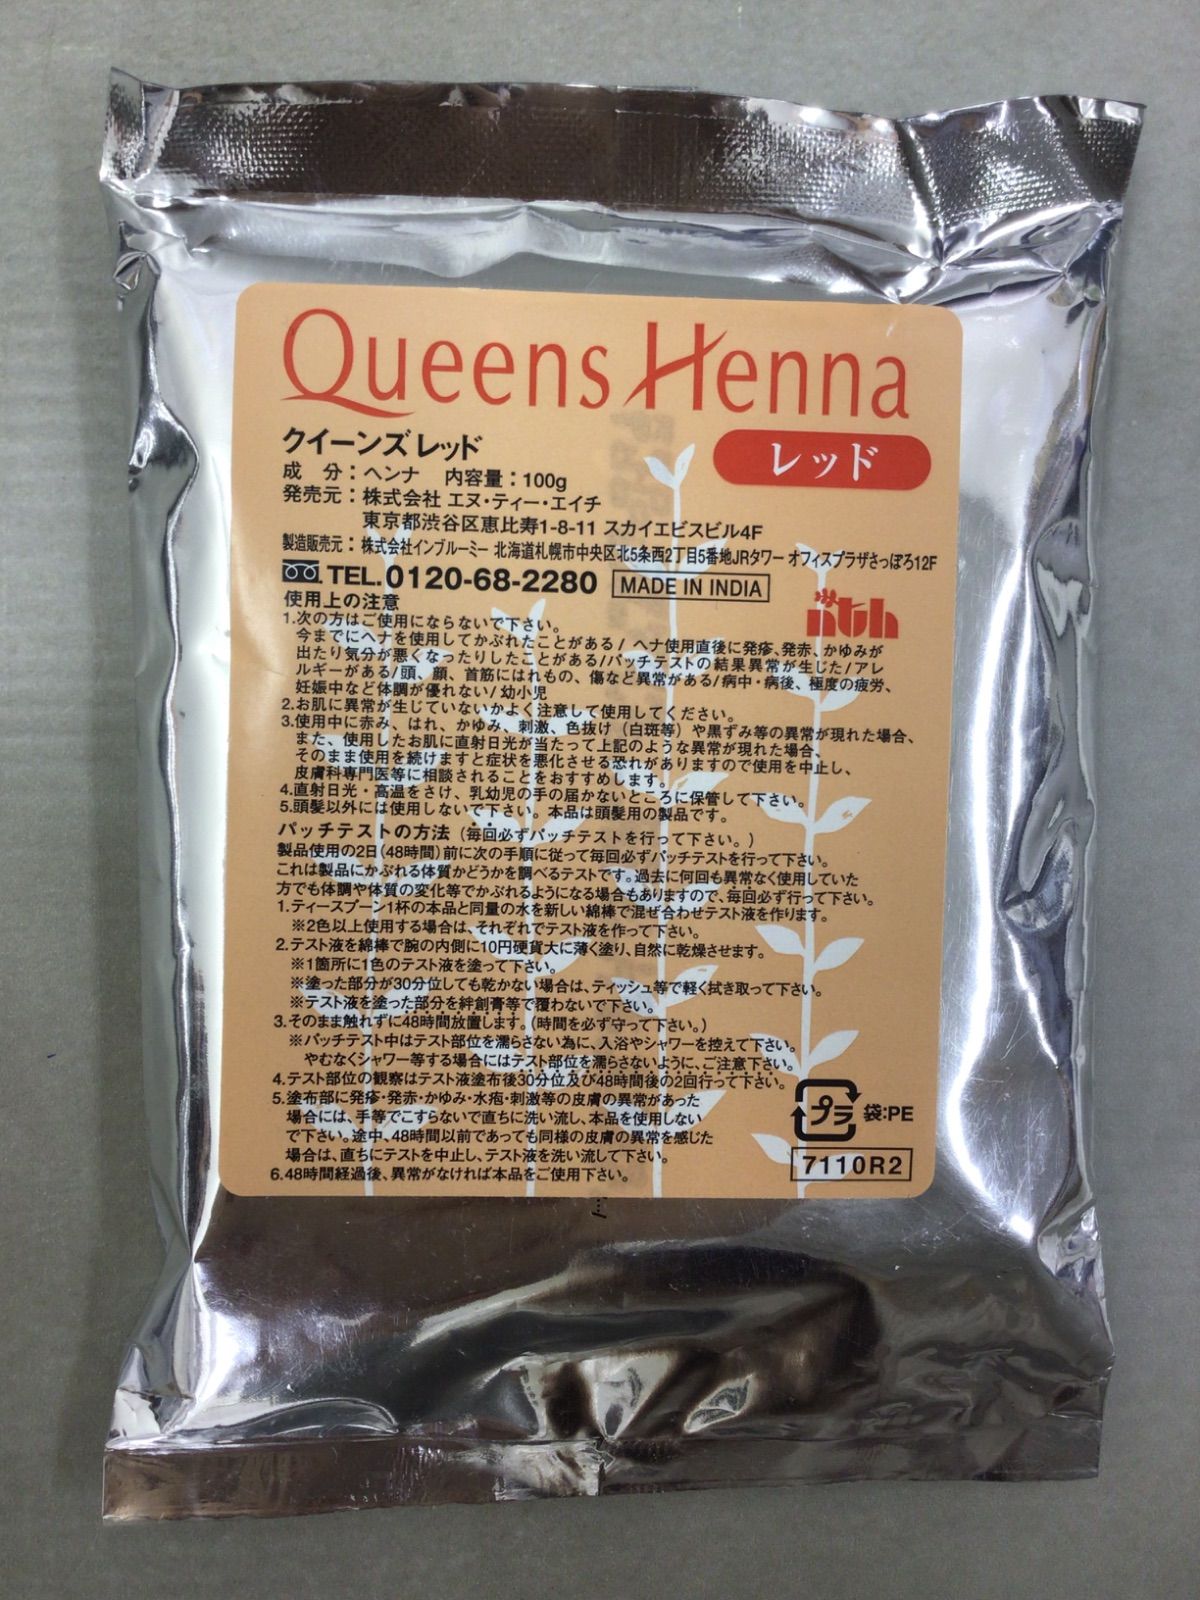 Queens Henna
クイーンズ レッド
レッド
成　分：ヘンナ　内容量：100g
発売元：株式会社 エヌ・ティー・エイチ
東京都渋谷区恵比寿1-8-11 スカイエビスビル4F
製造販売元：株式会社インブルーミー 北海道札幌市中央区北5条西2丁目5番地JRタワー オフィスプラザさっぽろ12F
TEL.0120-68-2280 MADE IN INDIA
nth
使用上の注意
1.次の方はご使用にならないで下さい。
今までにヘナを使用してかぶれたことがある/ ヘナ使用直後に発疹、発赤、かゆみが
出たり気分が悪くなったりしたことがある/パッチテストの結果異常が生じた/アレ
ルギーがある/頭、顔、首筋にはれもの、傷など異常がある/病中・病後、極度の疲労、
妊娠中など体調が優れない/ 幼小児
2.お肌に異常が生じていないかよく注意して使用してください。
3.使用中に赤み、はれ、かゆみ、刺激、色抜け（白斑等）や黒ずみ等の異常が現れた場合、
また、使用したお肌に直射日光が当たって上記のような異常が現れた場合、
そのまま使用を続けますと症状を悪化させる恐れがありますので使用を中止し、
皮膚科専門医等に相談されることをおすすめします。
4.直射日光・高温をさけ、乳幼児の手の届かないところに保管して下さい。
5.頭髪以外には使用しないで下さい。本品は頭髪用の製品です。
パッチテストの方法（毎回必ずパッチテストを行って下さい。）
製品使用の2日（48時間）前に次の手順に従って毎回必ずパッチテストを行って下さい。
これは製品にかぶれる体質かどうかを調べるテストです。過去に何回も異常なく使用していた
方でも体調や体質の変化等でかぶれるようになる場合もありますので、毎回必ず行って下さい。
1.ティースプーン1杯の本品と同量の水を新しい綿棒で混ぜ合わせテスト液を作ります。
※2色以上使用する場合は、それぞれでテスト液を作って下さい。
2.テスト液を綿棒で腕の内側に10円硬貨大に薄く塗り、自然に乾燥させます。
※1箇所に1色のテスト液を塗って下さい。
※塗った部分が30分位しても乾かない場合は、ティッシュ等で軽く拭き取って下さい。
※テスト液を塗った部分を絆創膏等で覆わないで下さい。
3.そのまま触れずに48時間放置します。（時間を必ず守って下さい。）
※パッチテスト中はテスト部位を濡らさない為に、入浴やシャワーを控えて下さい。
やむなくシャワー等する場合にはテスト部位を濡らさないように、ご注意下さい。
4.テスト部位の観察はテスト液塗布後30分位及び48時間後の2回行って下さい。
5.塗布部に発疹・発赤・かゆみ・水疱・刺激等の皮膚の異常があった
場合には、手等でこすらないで直ちに洗い流し、本品を使用しない
で下さい。途中、48時間以前であっても同様の皮膚の異常を感じた
場合は、直ちにテストを中止し、テスト液を洗い流して下さい。
6.48時間経過後、異常がなければ本品をご使用下さい。
プラ 袋:PE
7110R2